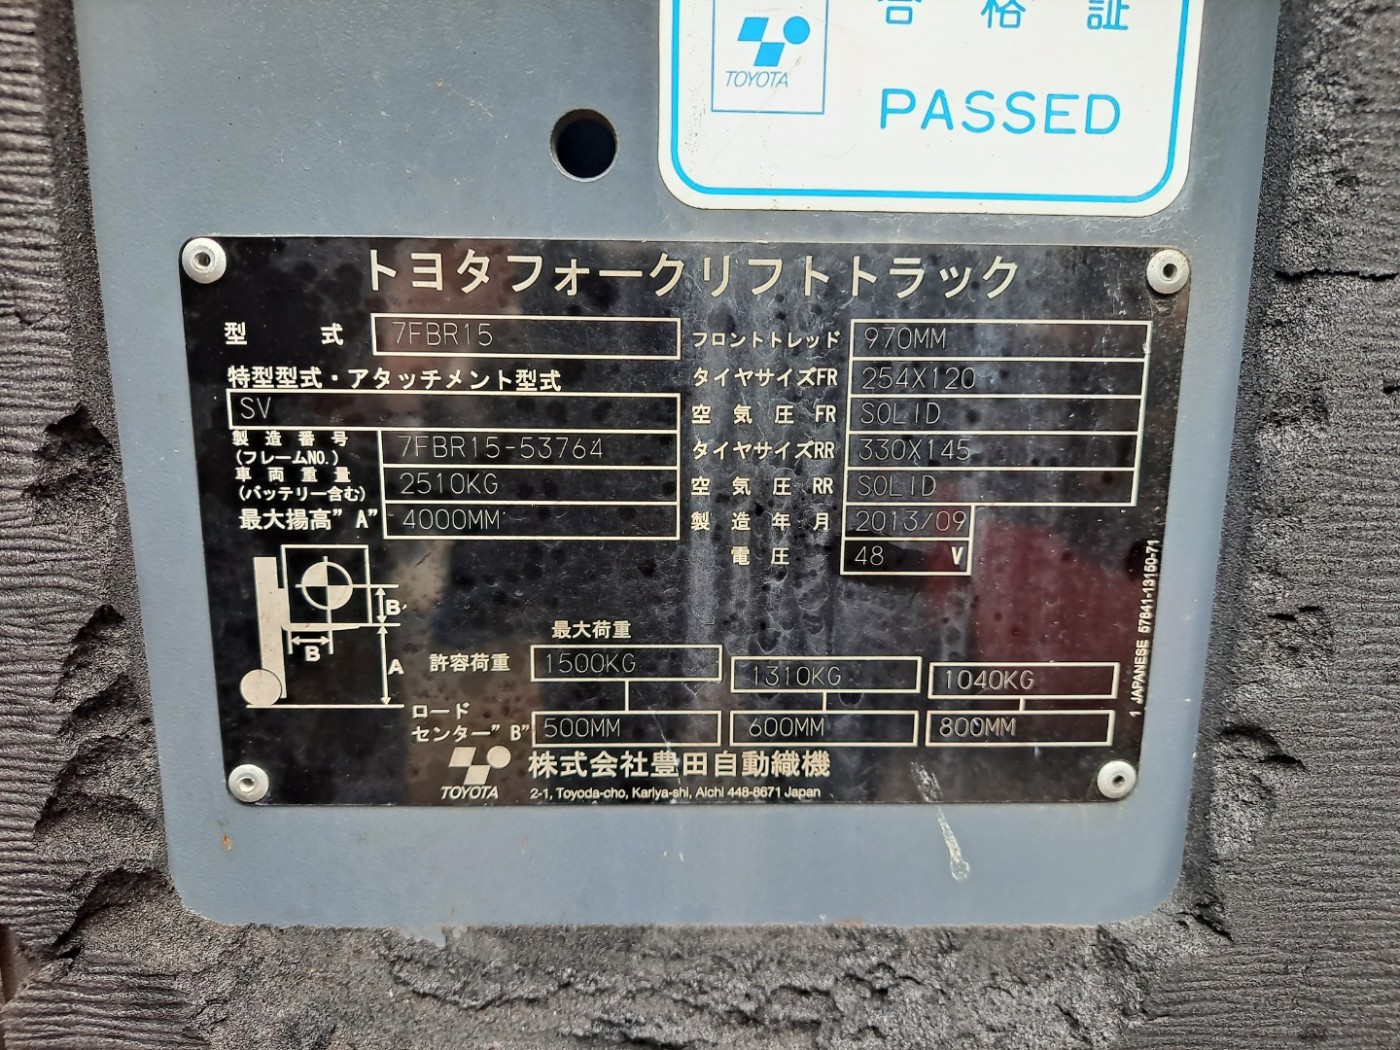 合格証
TOYOTA
PASSED
トヨタフォークリフトトラック
型式 7FBR15
特型型式・アタッチメント型式
SV
製造番号
(フレームNO.) 7FBR15-53764
車両重量
(バッテリー含む) 2510KG
最大揚高"A" 4000MM
フロントトレッド 970MM
タイヤサイズFR 254X120
空気圧 FR SOLID
タイヤサイズRR 330X145
空気圧 RR SOLID
製造年月 2013/09
電圧 48 V
B'
B
A
最大荷重
許容荷重 1500KG 1310KG 1040KG
ロード
センター"B" 500MM 600MM 800MM
TOYOTA
株式会社豊田自動織機
2-1, Toyoda-cho, Kariya-shi, Aichi 448-8671 Japan
1 JAPANESE 57841-13150-71